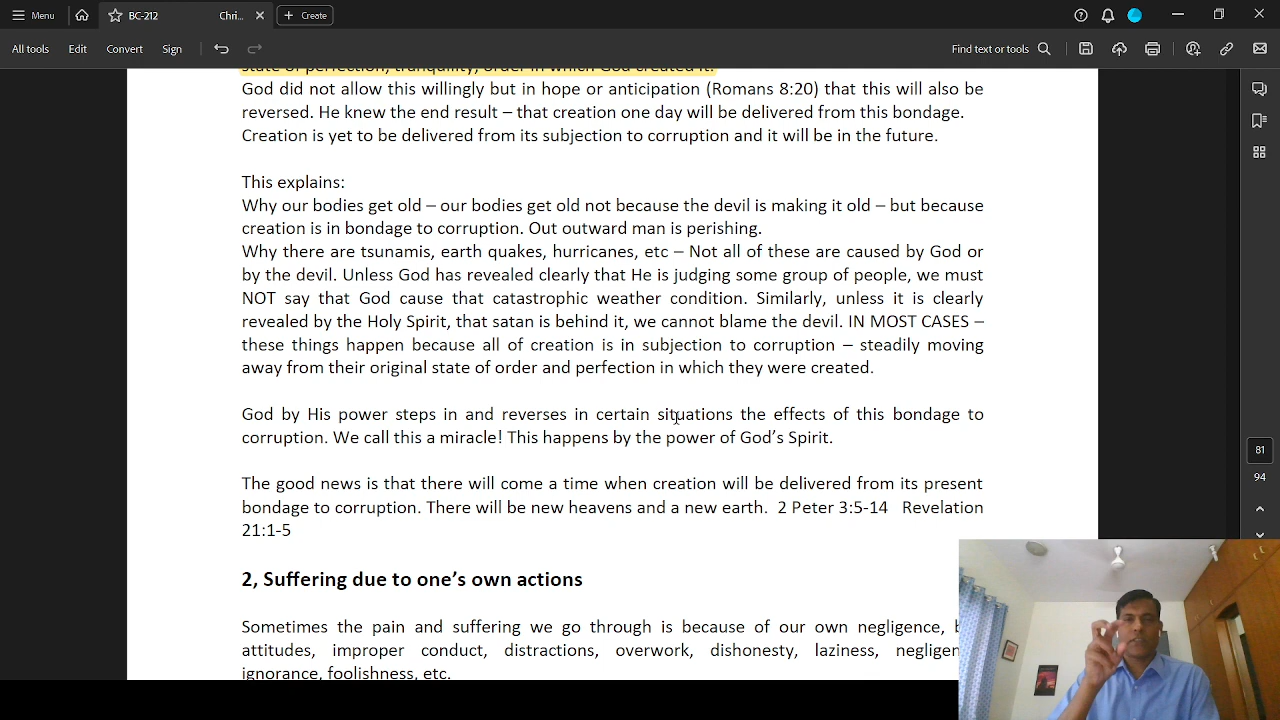 Menu
BC-212
Chri...
+ Create
All tools
Edit
Convert
Sign
Find text or tools
state of perfection, tranquility, order in which God created it.
God did not allow this willingly but in hope or anticipation (Romans 8:20) that this will also be
reversed. He knew the end result – that creation one day will be delivered from this bondage.
Creation is yet to be delivered from its subjection to corruption and it will be in the future.
This explains:
Why our bodies get old – our bodies get old not because the devil is making it old – but because
creation is in bondage to corruption. Out outward man is perishing.
Why there are tsunamis, earth quakes, hurricanes, etc – Not all of these are caused by God or
by the devil. Unless God has revealed clearly that He is judging some group of people, we must
NOT say that God cause that catastrophic weather condition. Similarly, unless it is clearly
revealed by the Holy Spirit, that satan is behind it, we cannot blame the devil. IN MOST CASES –
these things happen because all of creation is in subjection to corruption – steadily moving
away from their original state of order and perfection in which they were created.
God by His power steps in and reverses in certain situations the effects of this bondage to
corruption. We call this a miracle! This happens by the power of God's Spirit.
The good news is that there will come a time when creation will be delivered from its present
bondage to corruption. There will be new heavens and a new earth. 2 Peter 3:5-14 Revelation
21:1-5
2, Suffering due to one's own actions
Sometimes the pain and suffering we go through is because of our own negligence,
attitudes, improper conduct, distractions, overwork, dishonesty, laziness, negligen
ignorance, foolishness, etc.
81
94